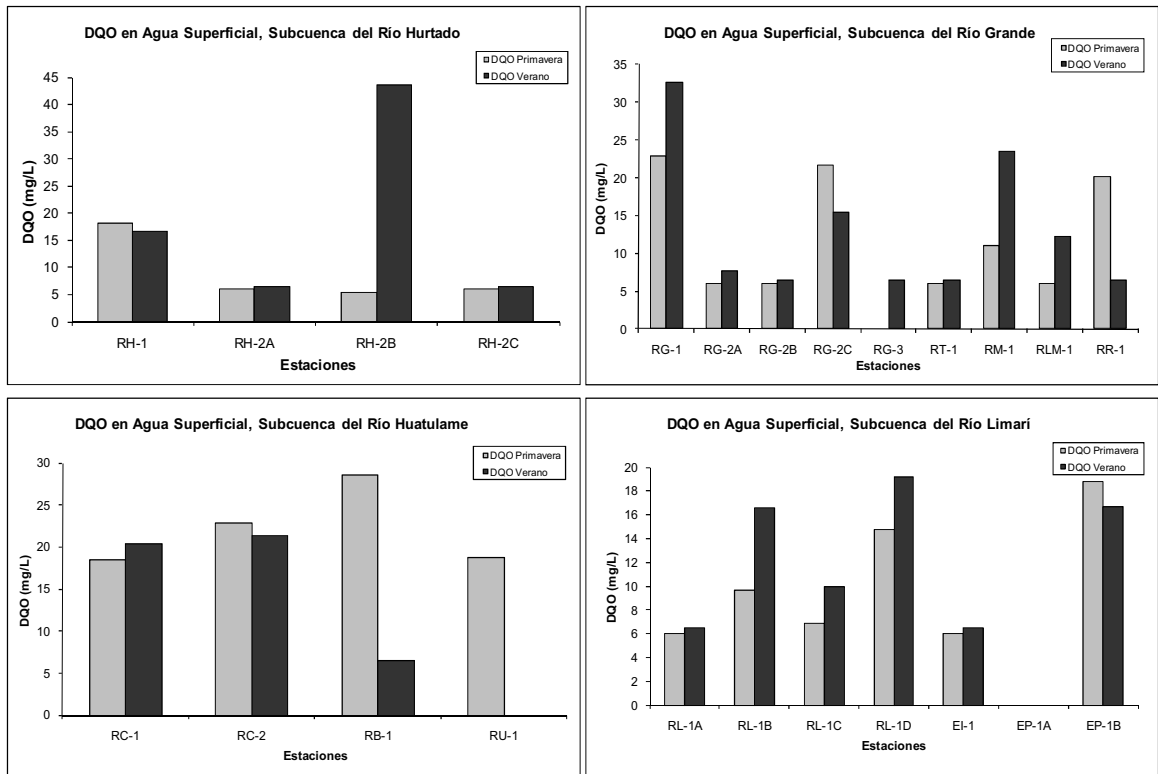 DQO en Agua Superficial, Subcuenca del Río Hurtado
DQO Primavera
DQO Verano
DQO (mg/L)
45
40
35
30
25
20
15
10
5
0
RH-1 RH-2A RH-2B RH-2C
Estaciones
DQO en Agua Superficial, Subcuenca del Río Grande
DQO Primavera
DQO Verano
DQO (mg/L)
35
30
25
20
15
10
5
0
RG-1 RG-2A RG-2B RG-2C RG-3 RT-1 RM-1 RLM-1 RR-1
Estaciones
DQO en Agua Superficial, Subcuenca del Río Huatulame
DQO Primavera
DQO Verano
DQO (mg/L)
30
25
20
15
10
5
0
RC-1 RC-2 RB-1 RU-1
Estaciones
DQO en Agua Superficial, Subcuenca del Río Limarí
DQO Primavera
DQO Verano
DQO (mg/L)
20
18
16
14
12
10
8
6
4
2
0
RL-1A RL-1B RL-1C RL-1D EI-1 EP-1A EP-1B
Estaciones